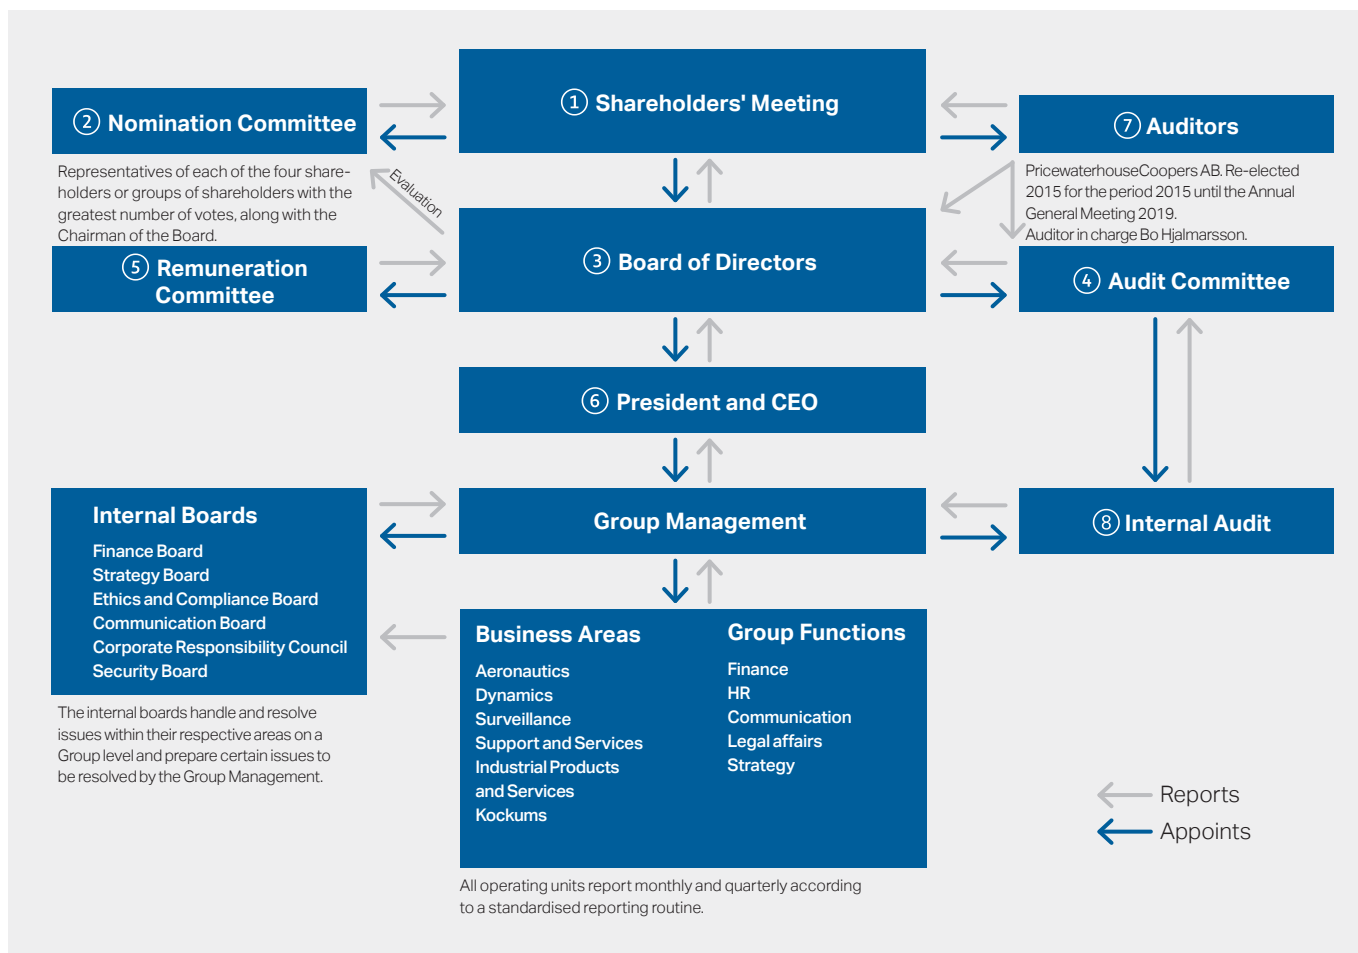 ① Shareholders' Meeting
② Nomination Committee
⑦ Auditors
Representatives of each of the four share-
holders or groups of shareholders with the
greatest number of votes, along with the
Chairman of the Board.
Evaluation
PricewaterhouseCoopers AB. Re-elected
2015 for the period 2015 until the Annual
General Meeting 2019.
Auditor in charge Bo Hjalmarsson.
⑤ Remuneration
Committee
③ Board of Directors
④ Audit Committee
⑥ President and CEO
Internal Boards
Finance Board
Strategy Board
Ethics and Compliance Board
Communication Board
Corporate Responsibility Council
Security Board
Group Management
⑧ Internal Audit
The internal boards handle and resolve
issues within their respective areas on a
Group level and prepare certain issues to
be resolved by the Group Management.
Business Areas
Aeronautics
Dynamics
Surveillance
Support and Services
Industrial Products
and Services
Kockums
Group Functions
Finance
HR
Communication
Legal affairs
Strategy
Reports
Appoints
All operating units report monthly and quarterly according
to a standardised reporting routine.